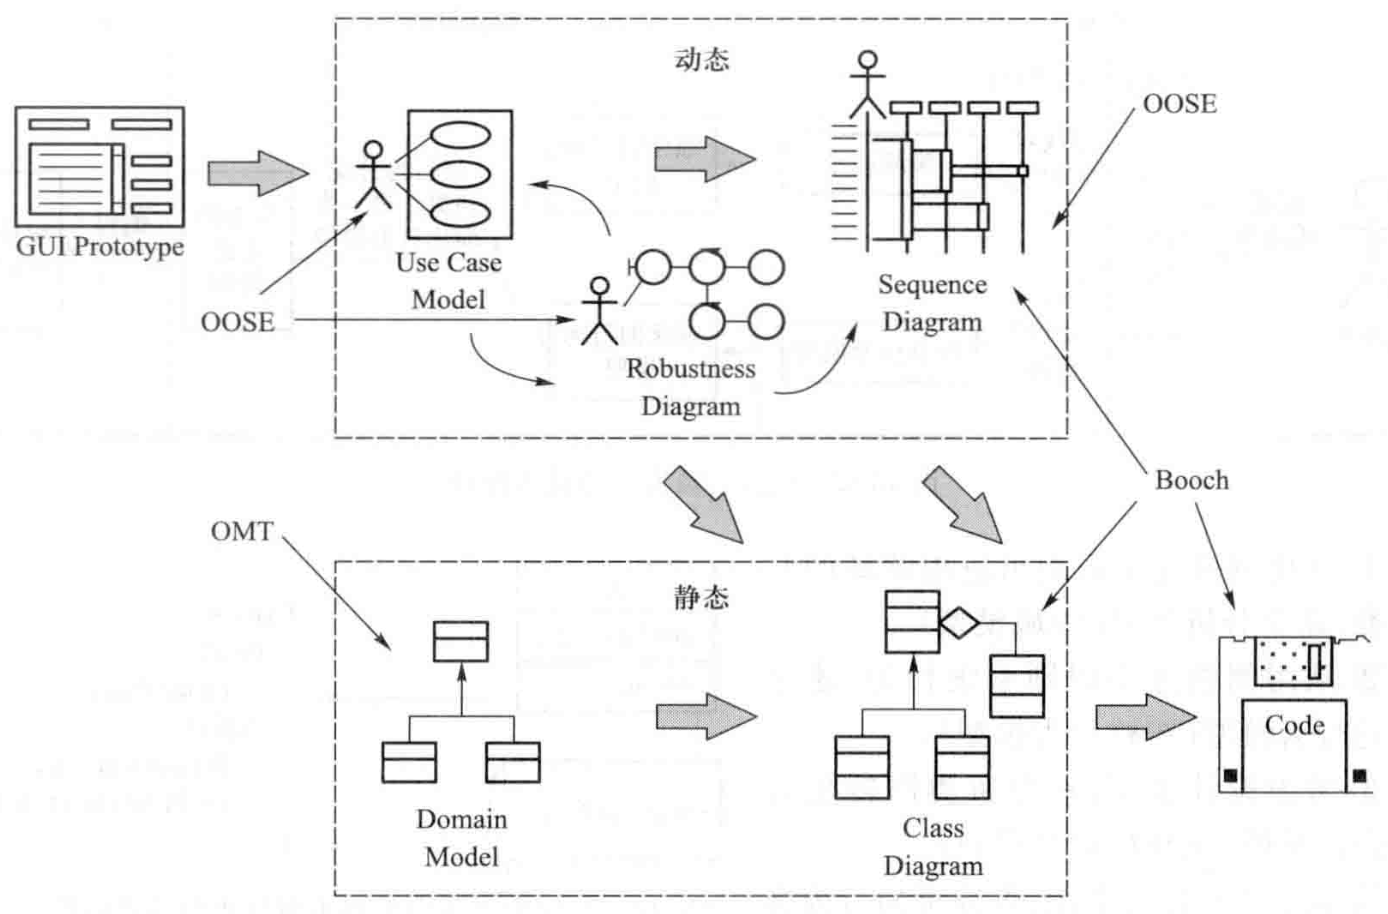 动态
OOSE
GUI Prototype
Use Case
Model
Sequence
Diagram
OOSE
Robustness
Diagram
Booch
OMT
静态
Code
Domain
Model
Class
Diagram